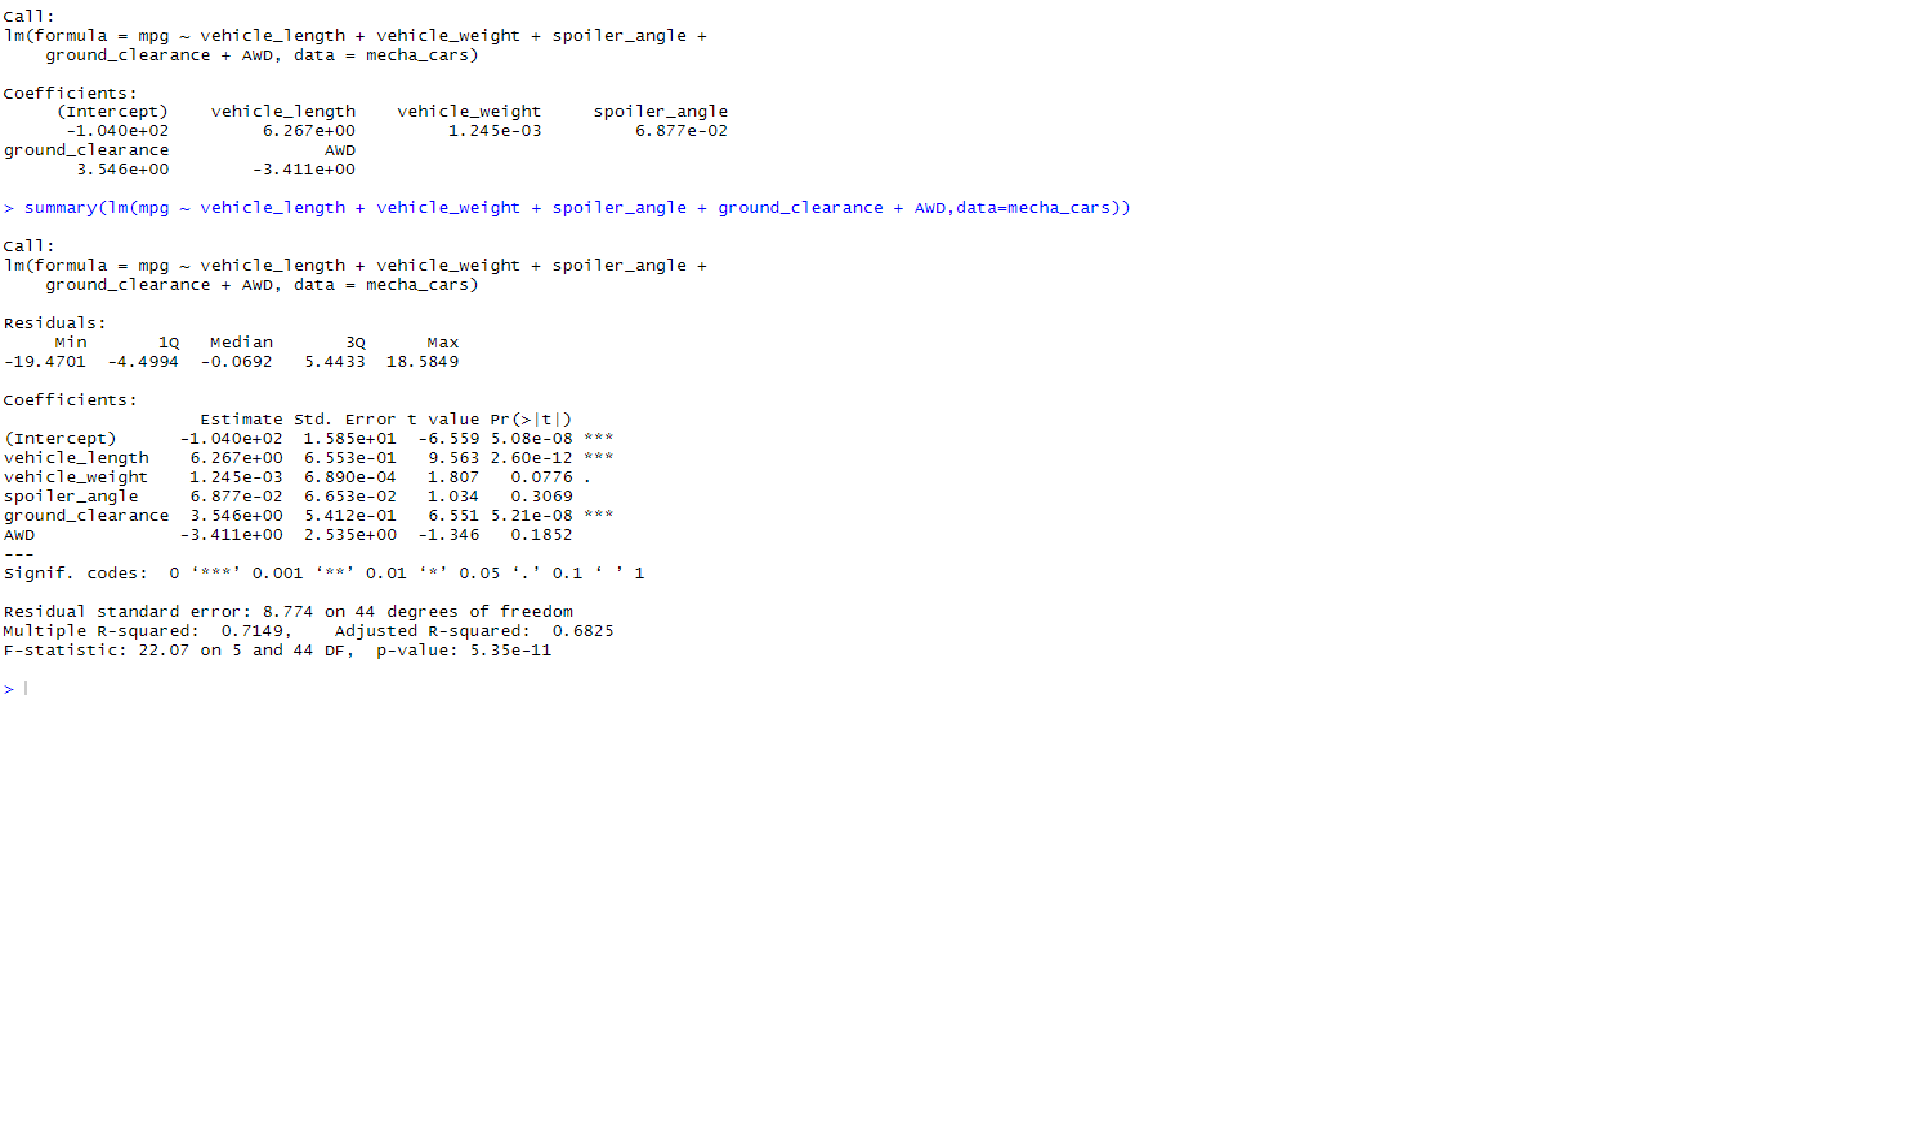 Call:
lm(formula = mpg ~ vehicle_length + vehicle_weight + spoiler_angle +
    ground_clearance + AWD, data = mecha_cars)
Coefficients:
     (Intercept)    vehicle_length    vehicle_weight     spoiler_angle
      -1.040e+02         6.267e+00         1.245e-03         6.877e-02
ground_clearance               AWD
       3.546e+00        -3.411e+00
> summary(lm(mpg ~ vehicle_length + vehicle_weight + spoiler_angle + ground_clearance + AWD,data=mecha_cars))
Call:
lm(formula = mpg ~ vehicle_length + vehicle_weight + spoiler_angle +
    ground_clearance + AWD, data = mecha_cars)
Residuals:
     Min       1Q   Median       3Q      Max
-19.4701  -4.4994  -0.0692   5.4433  18.5849
Coefficients:
                   Estimate Std. Error t value Pr(>|t|)
(Intercept)      -1.040e+02  1.585e+01  -6.559 5.08e-08 ***
vehicle_length    6.267e+00  6.553e-01   9.563 2.60e-12 ***
vehicle_weight    1.245e-03  6.890e-04   1.807   0.0776 .
spoiler_angle     6.877e-02  6.653e-02   1.034   0.3069
ground_clearance  3.546e+00  5.412e-01   6.551 5.21e-08 ***
AWD              -3.411e+00  2.535e+00  -1.346   0.1852
---
Signif. codes:  0 ‘***’ 0.001 ‘**’ 0.01 ‘*’ 0.05 ‘.’ 0.1 ‘ ’ 1
Residual standard error: 8.774 on 44 degrees of freedom
Multiple R-squared:  0.7149,    Adjusted R-squared:  0.6825
F-statistic: 22.07 on 5 and 44 DF,  p-value: 5.35e-11
>